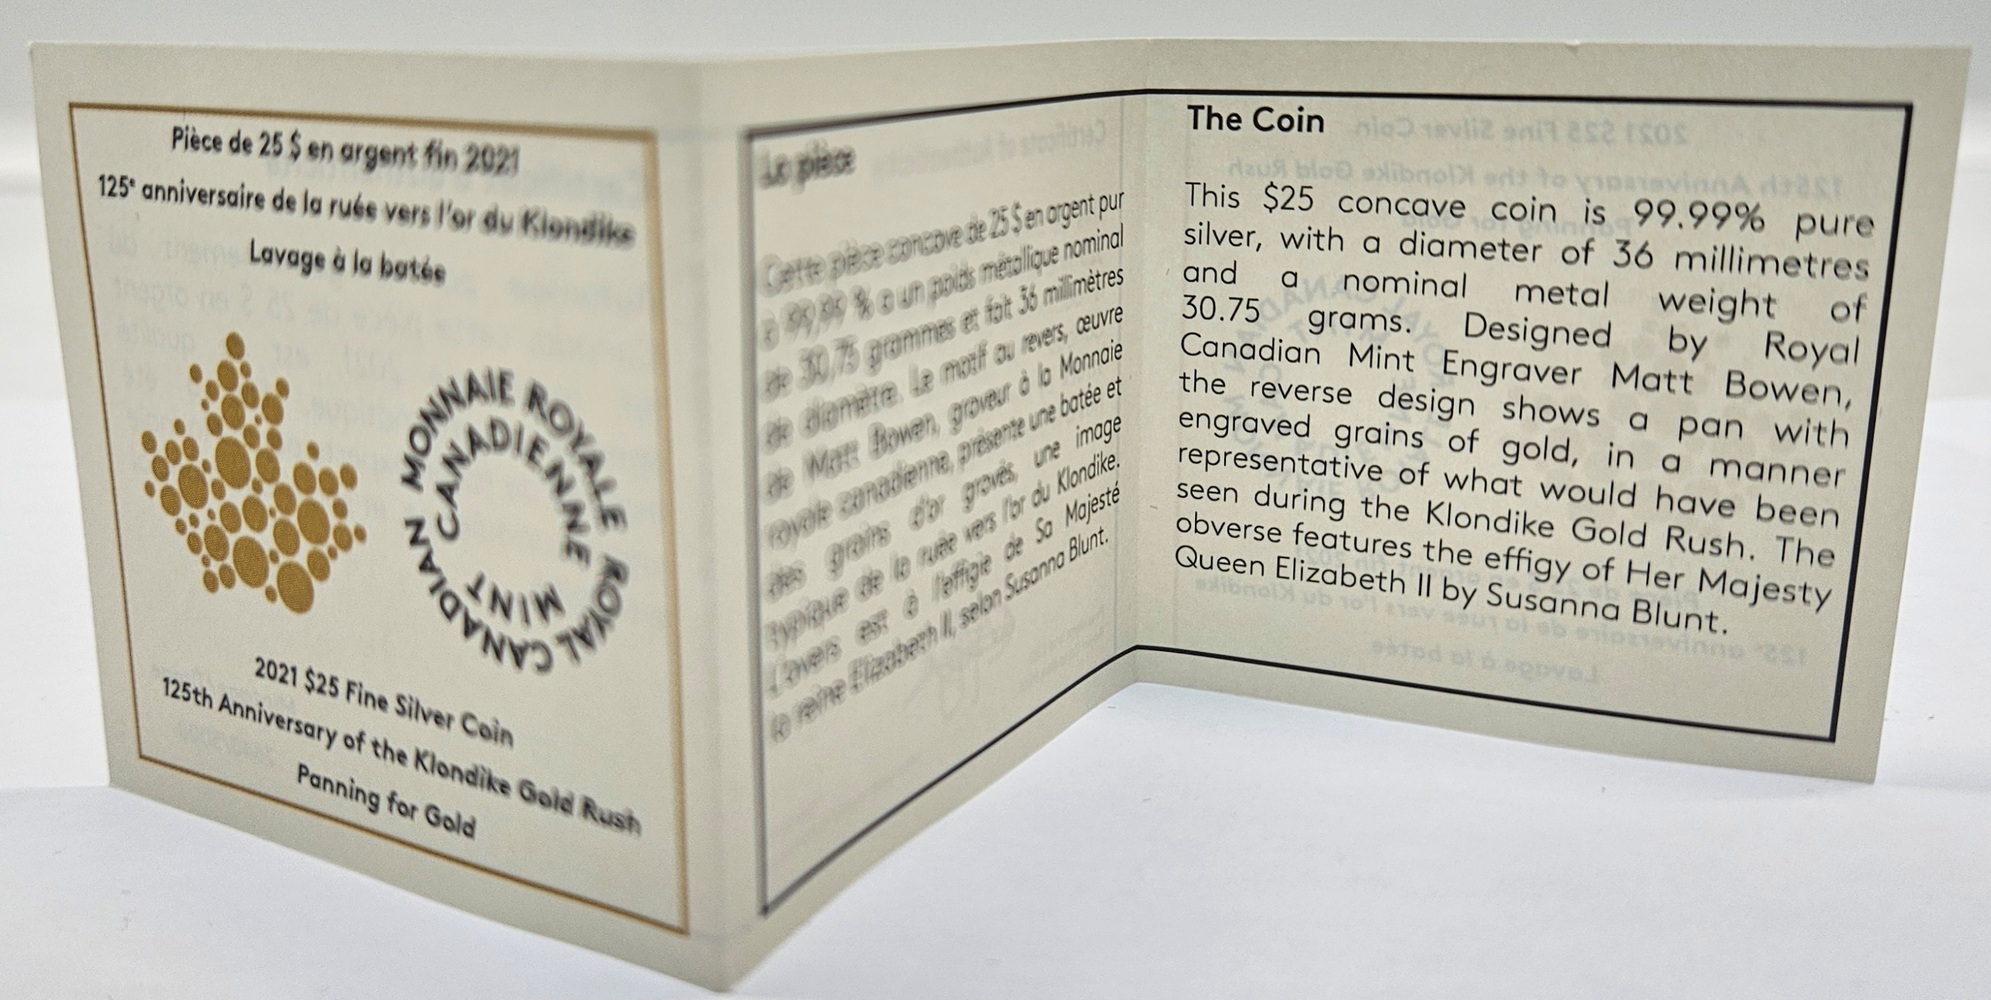 Pièce de 25 $ en argent fin 2021
125e anniversaire de la ruée vers l'or du Klondike
Lavage à la batée
MONNAIE ROYALE CANADIENNE
ROYAL CANADIAN MINT
2021 $25 Fine Silver Coin
125th Anniversary of the Klondike Gold Rush
Panning for Gold
La pièce
Cette pièce concave de 25 $ en argent pur
à 99,99 % a un poids métallique nominal
de 30,75 grammes et fait 36 millimètres
de diamètre. Le motif au revers, œuvre
de Matt Bowen, graveur à la Monnaie
royale canadienne, présente une batée et
des grains d'or gravés, une image
typique de la ruée vers l'or du Klondike.
L'avers est à l'effigie de Sa Majesté
la reine Elizabeth II, selon Susanna Blunt.
The Coin
This $25 concave coin is 99.99% pure
silver, with a diameter of 36 millimetres
and a nominal metal weight of
30.75 grams. Designed by Royal
Canadian Mint Engraver Matt Bowen,
the reverse design shows a pan with
engraved grains of gold, in a manner
representative of what would have been
seen during the Klondike Gold Rush. The
obverse features the effigy of Her Majesty
Queen Elizabeth II by Susanna Blunt.